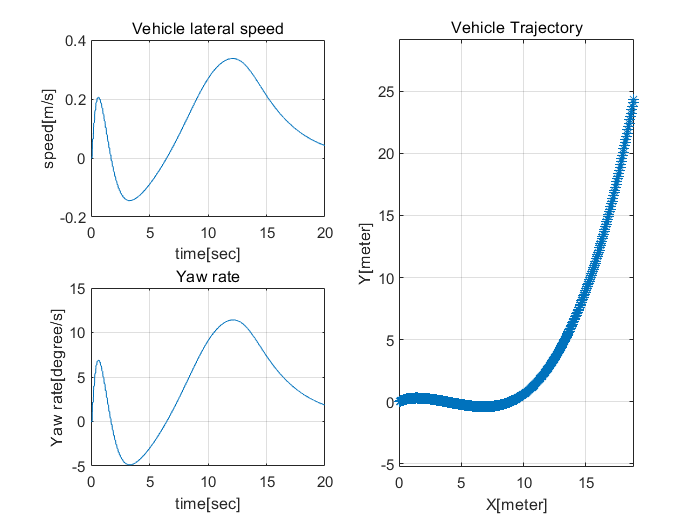 Vehicle lateral speed
0.4
0.2
0
-0.2
speed[m/s]
0 5 10 15 20
time[sec]
Yaw rate
15
10
5
0
-5
Yaw rate[degree/s]
0 5 10 15 20
time[sec]
Vehicle Trajectory
25
20
15
10
5
0
-5
Y[meter]
0 5 10 15
X[meter]